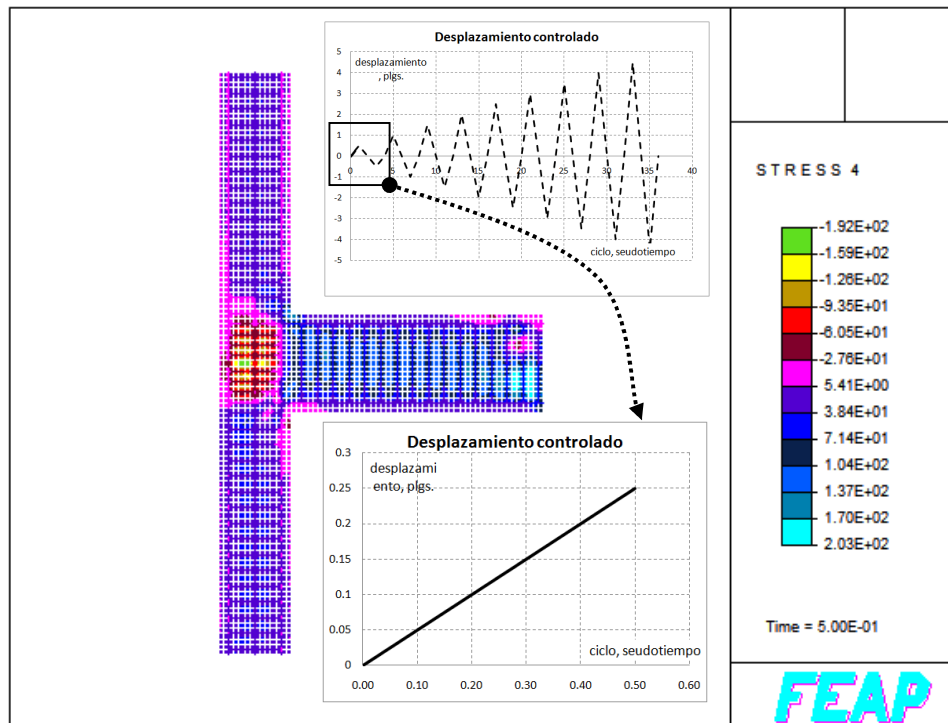 Desplazamiento controlado
desplazamiento
, plgs.
5
4
3
2
1
0
-1
-2
-3
-4
-5
0
5
10
15
20
25
30
35
40
ciclo, seudotiempo
STRESS 4
-1.92E+02
-1.59E+02
-1.26E+02
-9.35E+01
-6.05E+01
-2.76E+01
5.41E+00
3.84E+01
7.14E+01
1.04E+02
1.37E+02
1.70E+02
2.03E+02
Desplazamiento controlado
desplazami
ento, plgs.
0.3
0.25
0.2
0.15
0.1
0.05
0
0.00
0.10
0.20
0.30
0.40
0.50
0.60
ciclo, seudotiempo
Time = 5.00E-01
FEAP